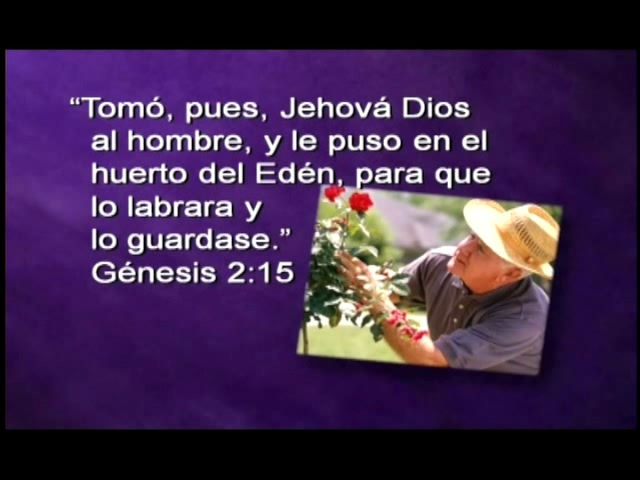 “Tomó, pues, Jehová Dios
al hombre, y le puso en el
huerto del Edén, para que
lo labrara y
lo guardase.”
Génesis 2:15